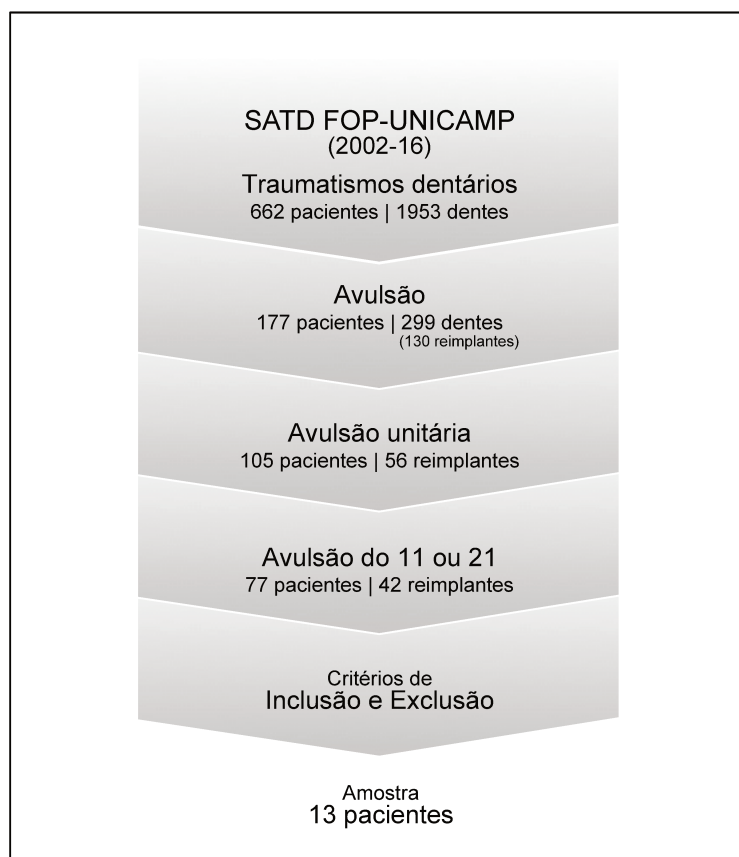 SATD FOP-UNICAMP
(2002-16)
Traumatismos dentários
662 pacientes | 1953 dentes
Avulsão
177 pacientes | 299 dentes
(130 reimplantes)
Avulsão unitária
105 pacientes | 56 reimplantes
Avulsão do 11 ou 21
77 pacientes | 42 reimplantes
Critérios de
Inclusão e Exclusão
Amostra
13 pacientes